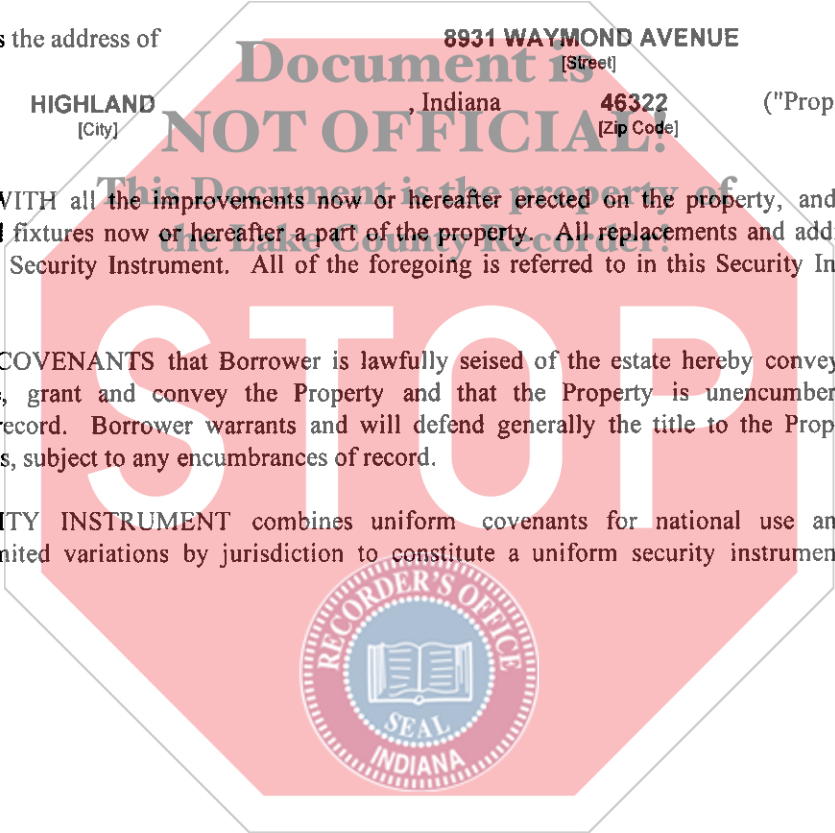 s the address of 8931 WAYMOND AVENUE
[Street]
Document is
HIGHLAND , Indiana 46322 ("Prop
[City] [Zip Code]
NOT OFFICIAL!
This Document is the property of
WITH all the improvements now or hereafter erected on the property, and
fixtures now or hereafter a part of the property. All replacements and add
the Lake County Recorder!
Security Instrument. All of the foregoing is referred to in this Security In
STOP
COVENANTS that Borrower is lawfully seised of the estate hereby convey
, grant and convey the Property and that the Property is unencumber
record. Borrower warrants and will defend generally the title to the Prop
s, subject to any encumbrances of record.
ITY INSTRUMENT combines uniform covenants for national use an
mited variations by jurisdiction to constitute a uniform security instrumen
RECORDER'S OFFICE
SEAL
INDIANA